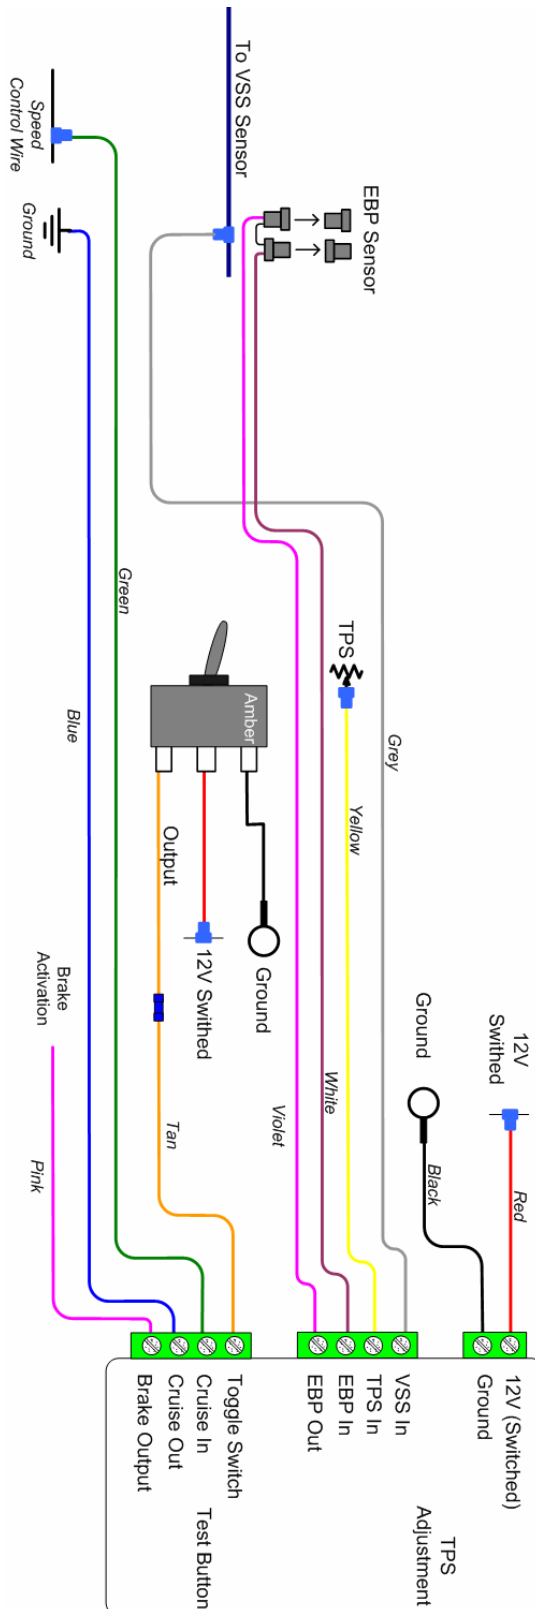 To VSS Sensor
Speed
Control Wire
EBP Sensor
Ground
Green
TPS
Amber
Blue
Grey
Yellow
Output
12V Swithed
Ground
Brake
Activation
Ground
12V
Swithed
White
Violet
Tan
Pink
Black
Red
Brake Output
Cruise Out
Cruise In
Toggle Switch
EBP Out
EBP In
TPS In
VSS In
Ground
12V (Switched)
Test Button
TPS
Adjustment